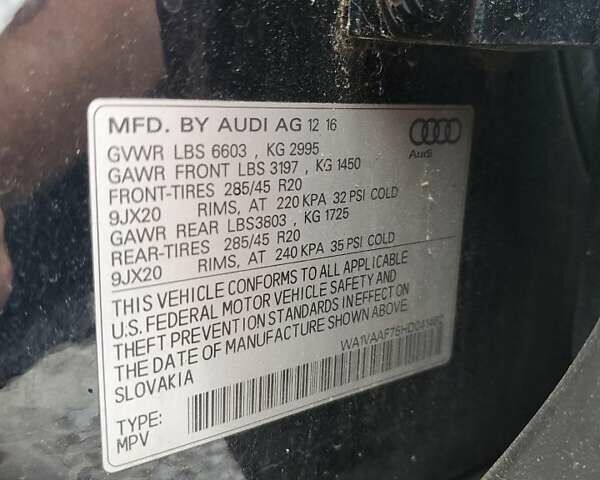 MFD. BY AUDI AG 12 16
Audi
GVWR LBS 6603 , KG 2995
GAWR FRONT LBS 3197 , KG 1450
FRONT-TIRES 285/45 R20
9JX20 RIMS, AT 220 KPA 32 PSI COLD
GAWR REAR LBS3803 , KG 1725
REAR-TIRES 285/45 R20
9JX20 RIMS, AT 240 KPA 35 PSI COLD
THIS VEHICLE CONFORMS TO ALL APPLICABLE
U.S. FEDERAL MOTOR VEHICLE SAFETY AND
THEFT PREVENTION STANDARDS IN EFFECT ON
THE DATE OF MANUFACTURE SHOWN ABOVE.
SLOVAKIA
TYPE:
MPV